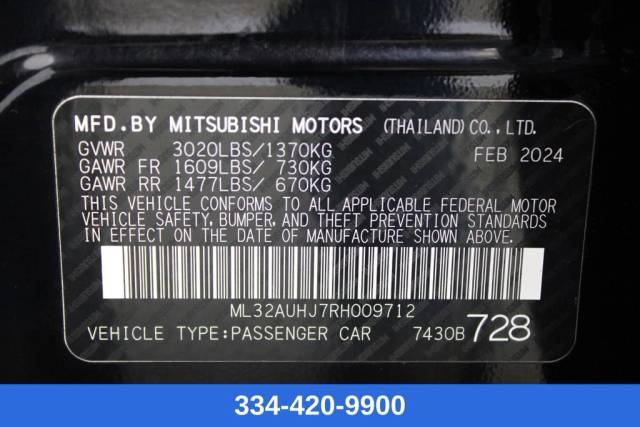 MFD.BY MITSUBISHI MOTORS (THAILAND)CO.,LTD.
GVWR 3020LBS/1370KG FEB 2024
GAWR FR 1609LBS/ 730KG
GAWR RR 1477LBS/ 670KG
THIS VEHICLE CONFORMS TO ALL APPLICABLE FEDERAL MOTOR
VEHICLE SAFETY, BUMPER, AND THEFT PREVENTION STANDARDS
IN EFFECT ON THE DATE OF MANUFACTURE SHOWN ABOVE.
ML32AUHJ7RH009712
VEHICLE TYPE:PASSENGER CAR 7430B 728
334-420-9900